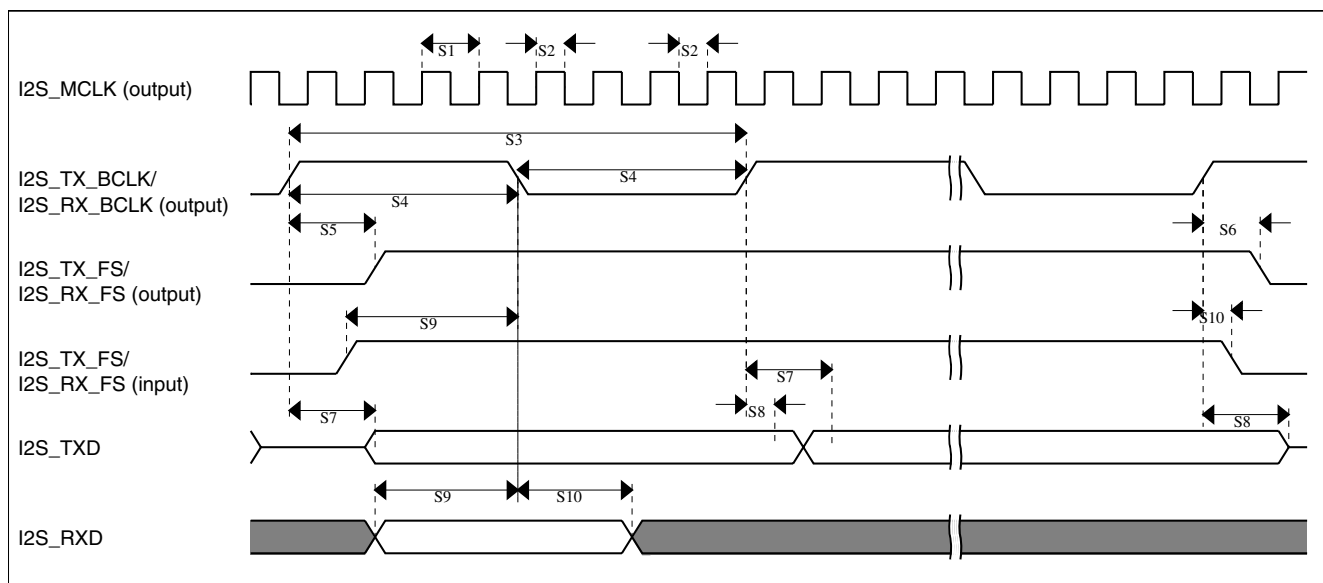 S1
S2
S2
I2S_MCLK (output)
S3
I2S_TX_BCLK/
I2S_RX_BCLK (output)
S4
S4
S5
S6
I2S_TX_FS/
I2S_RX_FS (output)
S9
S10
I2S_TX_FS/
I2S_RX_FS (input)
S7
S7
S8
S8
I2S_TXD
S9
S10
I2S_RXD